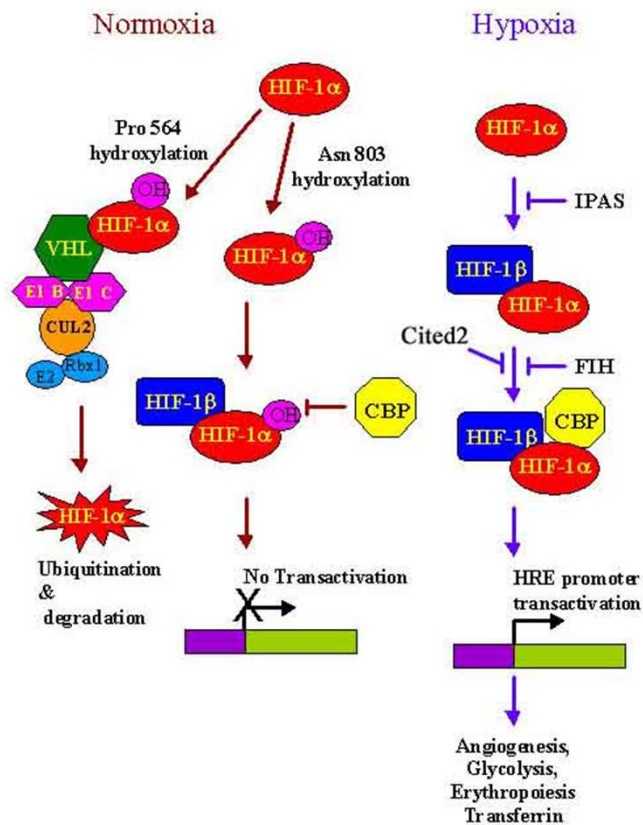 Normoxia
Hypoxia
HIF-1α
Pro 564
hydroxylation
Asn 803
hydroxylation
OH
HIF-1α
VHL
E1 B
E1 C
CUL2
E2
Rbx1
HIF-1α
Ubiquitination
&
degradation
OH
HIF-1α
HIF-1β
OH
HIF-1α
CBP
No Transactivation
HIF-1α
IPAS
HIF-1β
HIF-1α
Cited2
FIH
CBP
HIF-1β
HIF-1α
HRE promoter
transactivation
Angiogenesis,
Glycolysis,
Erythropoiesis
Transferrin